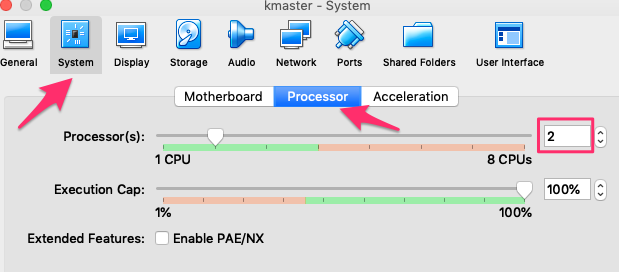 kmaster - System
General System Display Storage Audio Network Ports Shared Folders User Interface
Motherboard Processor Acceleration
Processor(s): 2
1 CPU 8 CPUs
Execution Cap: 100%
1% 100%
Extended Features: Enable PAE/NX